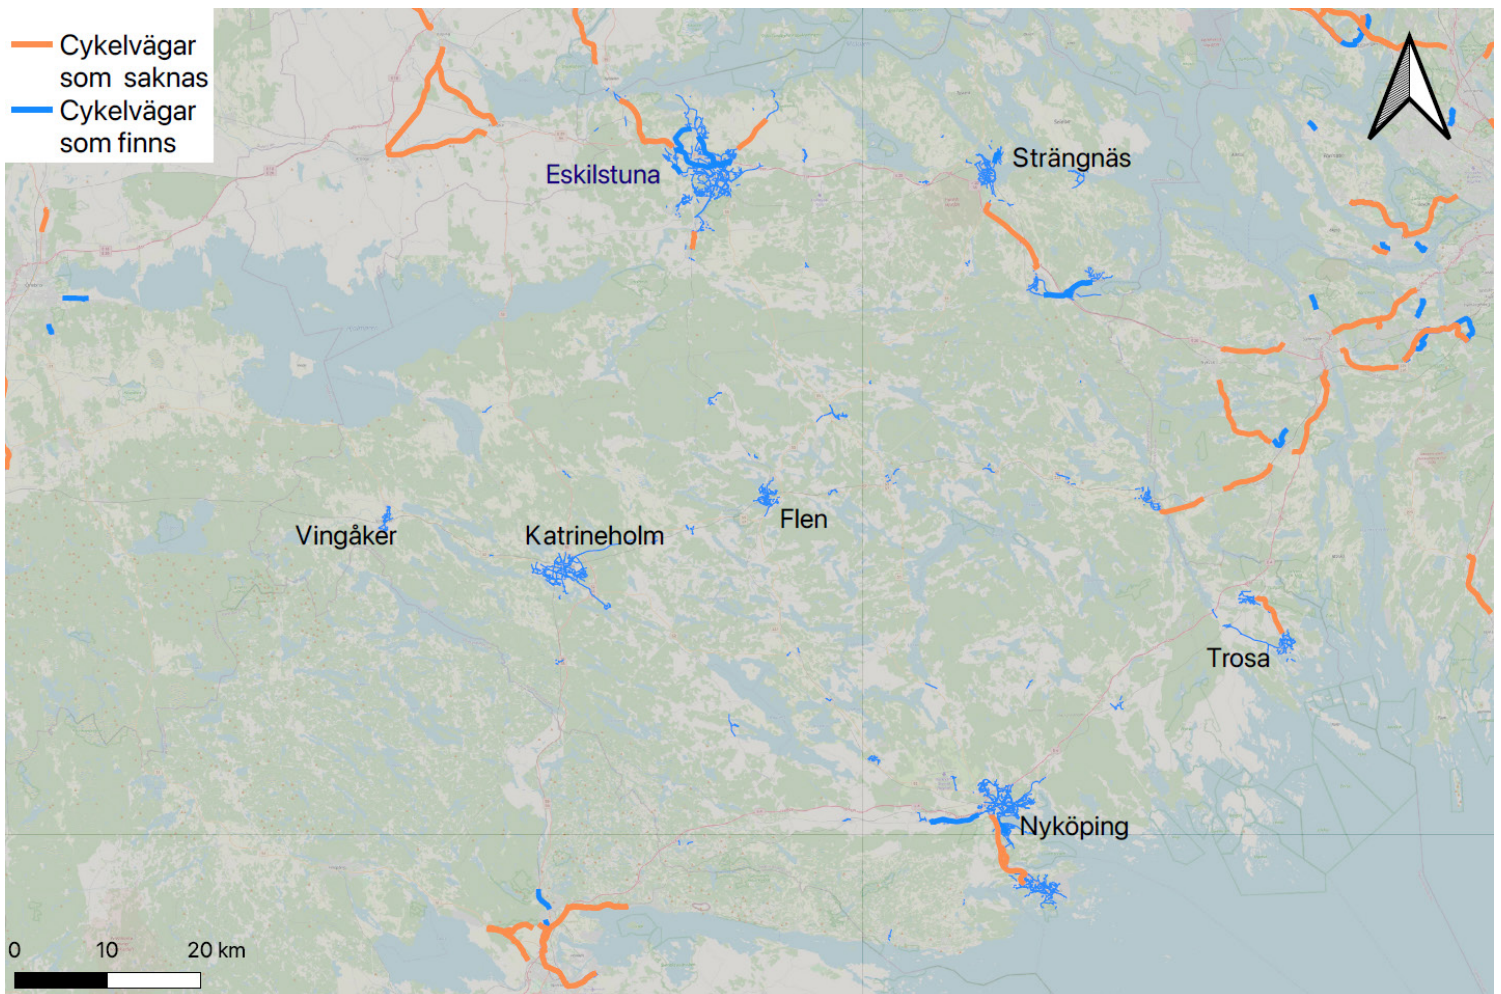 Cykelvägar
som saknas
Cykelvägar
som finns
Strängnäs
Eskilstuna
Flen
Vingåker
Katrineholm
Trosa
Nyköping
0 10 20 km